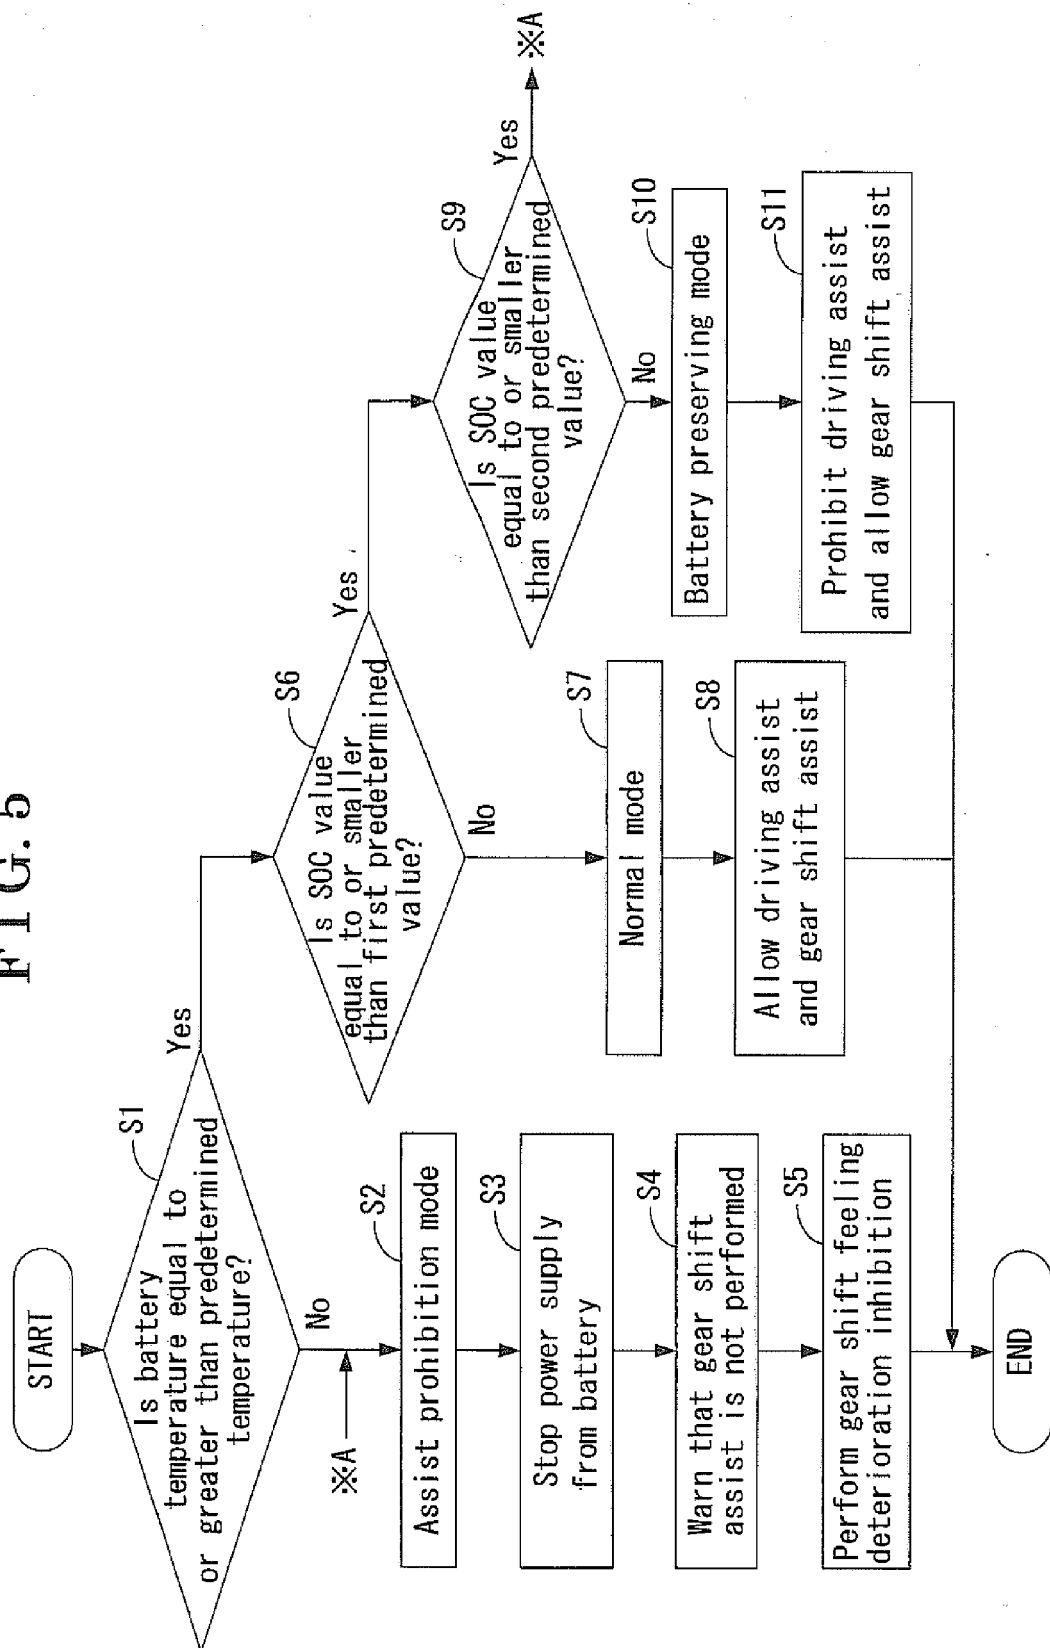 FIG. 5
START
Is battery
temperature equal to
or greater than predetermined
temperature?
S1
Yes
No
※A
Assist prohibition mode
S2
Stop power supply
from battery
S3
Warn that gear shift
assist is not performed
S4
Perform gear shift feeling
deterioration inhibition
S5
Is SOC value
equal to or smaller
than first predetermined
value?
S6
Yes
No
Normal mode
S7
Allow driving assist
and gear shift assist
S8
Is SOC value
equal to or smaller
than second predetermined
value?
S9
Yes
※A
No
Battery preserving mode
S10
Prohibit driving assist
and allow gear shift assist
S11
END